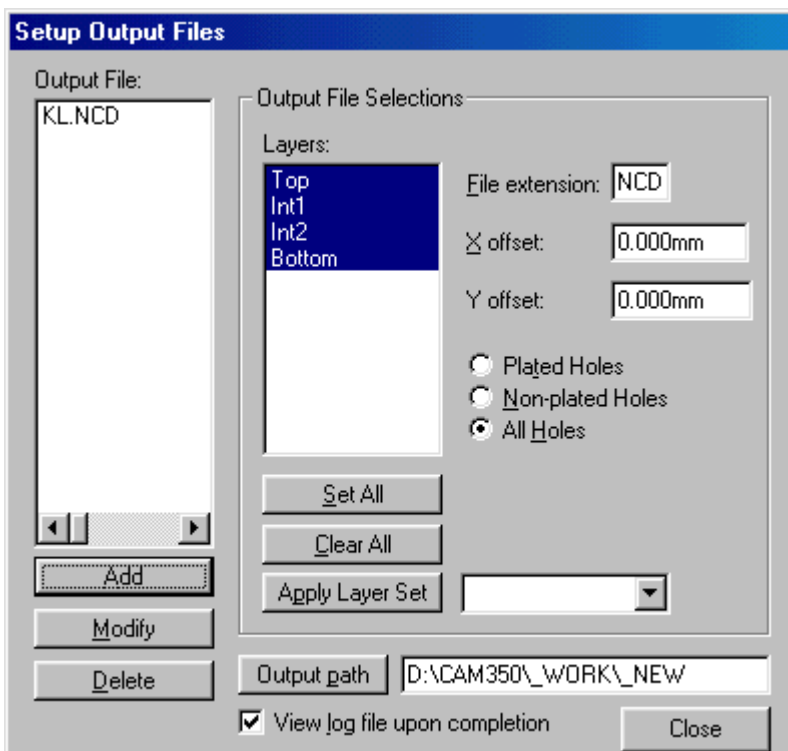 Setup Output Files
Output File:
KL.NCD
Add
Modify
Delete
Output File Selections
Layers:
Top
Int1
Int2
Bottom
File extension: NCD
X offset: 0.000mm
Y offset: 0.000mm
Plated Holes
Non-plated Holes
All Holes
Set All
Clear All
Apply Layer Set
Output path D:\CAM350\_WORK\_NEW
View log file upon completion
Close